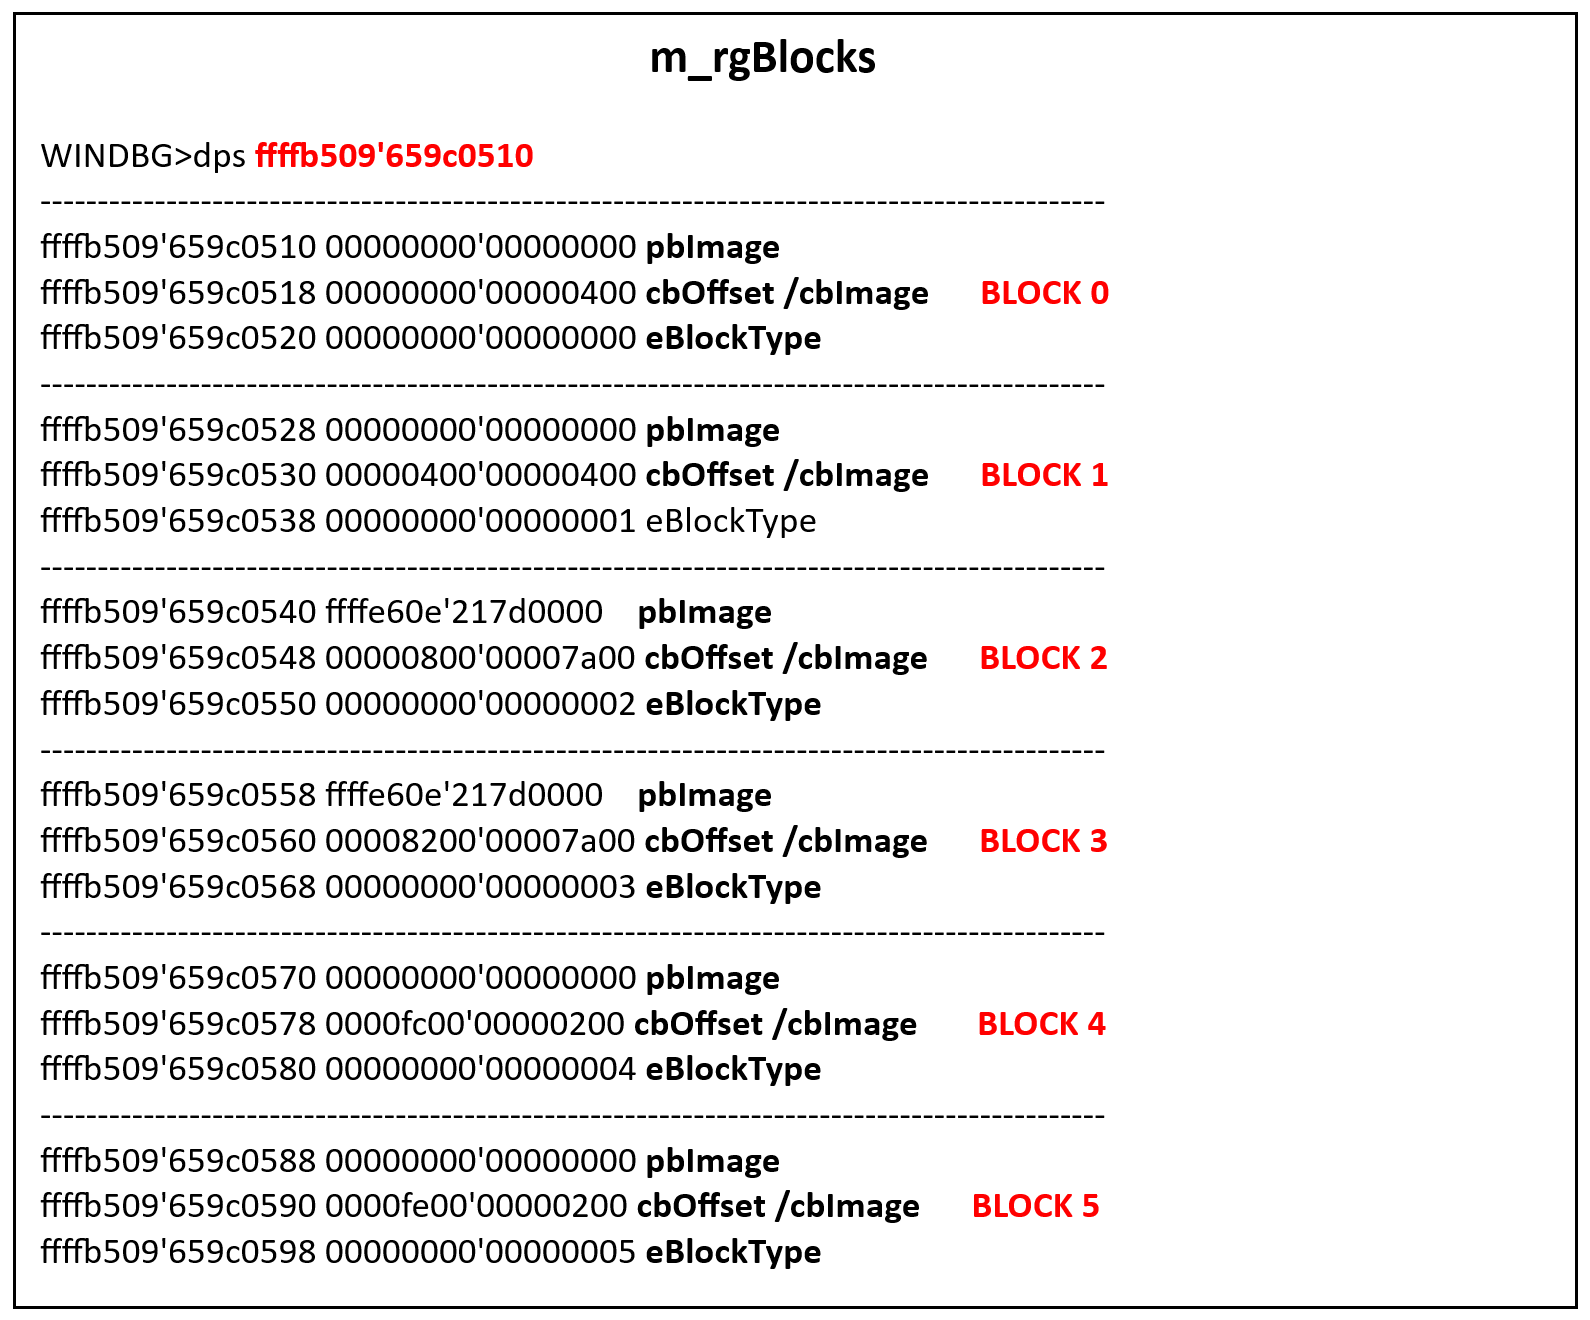 m_rgBlocks
WINDBG>dps ffffb509'659c0510
---------------------------------------------------------------------------------------------
ffffb509'659c0510 00000000'00000000 pbImage
ffffb509'659c0518 00000000'00000400 cbOffset /cbImage BLOCK 0
ffffb509'659c0520 00000000'00000000 eBlockType
---------------------------------------------------------------------------------------------
ffffb509'659c0528 00000000'00000000 pbImage
ffffb509'659c0530 00000400'00000400 cbOffset /cbImage BLOCK 1
ffffb509'659c0538 00000000'00000001 eBlockType
---------------------------------------------------------------------------------------------
ffffb509'659c0540 ffffe60e'217d0000 pbImage
ffffb509'659c0548 00000800'00007a00 cbOffset /cbImage BLOCK 2
ffffb509'659c0550 00000000'00000002 eBlockType
---------------------------------------------------------------------------------------------
ffffb509'659c0558 ffffe60e'217d0000 pbImage
ffffb509'659c0560 00008200'00007a00 cbOffset /cbImage BLOCK 3
ffffb509'659c0568 00000000'00000003 eBlockType
---------------------------------------------------------------------------------------------
ffffb509'659c0570 00000000'00000000 pbImage
ffffb509'659c0578 0000fc00'00000200 cbOffset /cbImage BLOCK 4
ffffb509'659c0580 00000000'00000004 eBlockType
---------------------------------------------------------------------------------------------
ffffb509'659c0588 00000000'00000000 pbImage
ffffb509'659c0590 0000fe00'00000200 cbOffset /cbImage BLOCK 5
ffffb509'659c0598 00000000'00000005 eBlockType